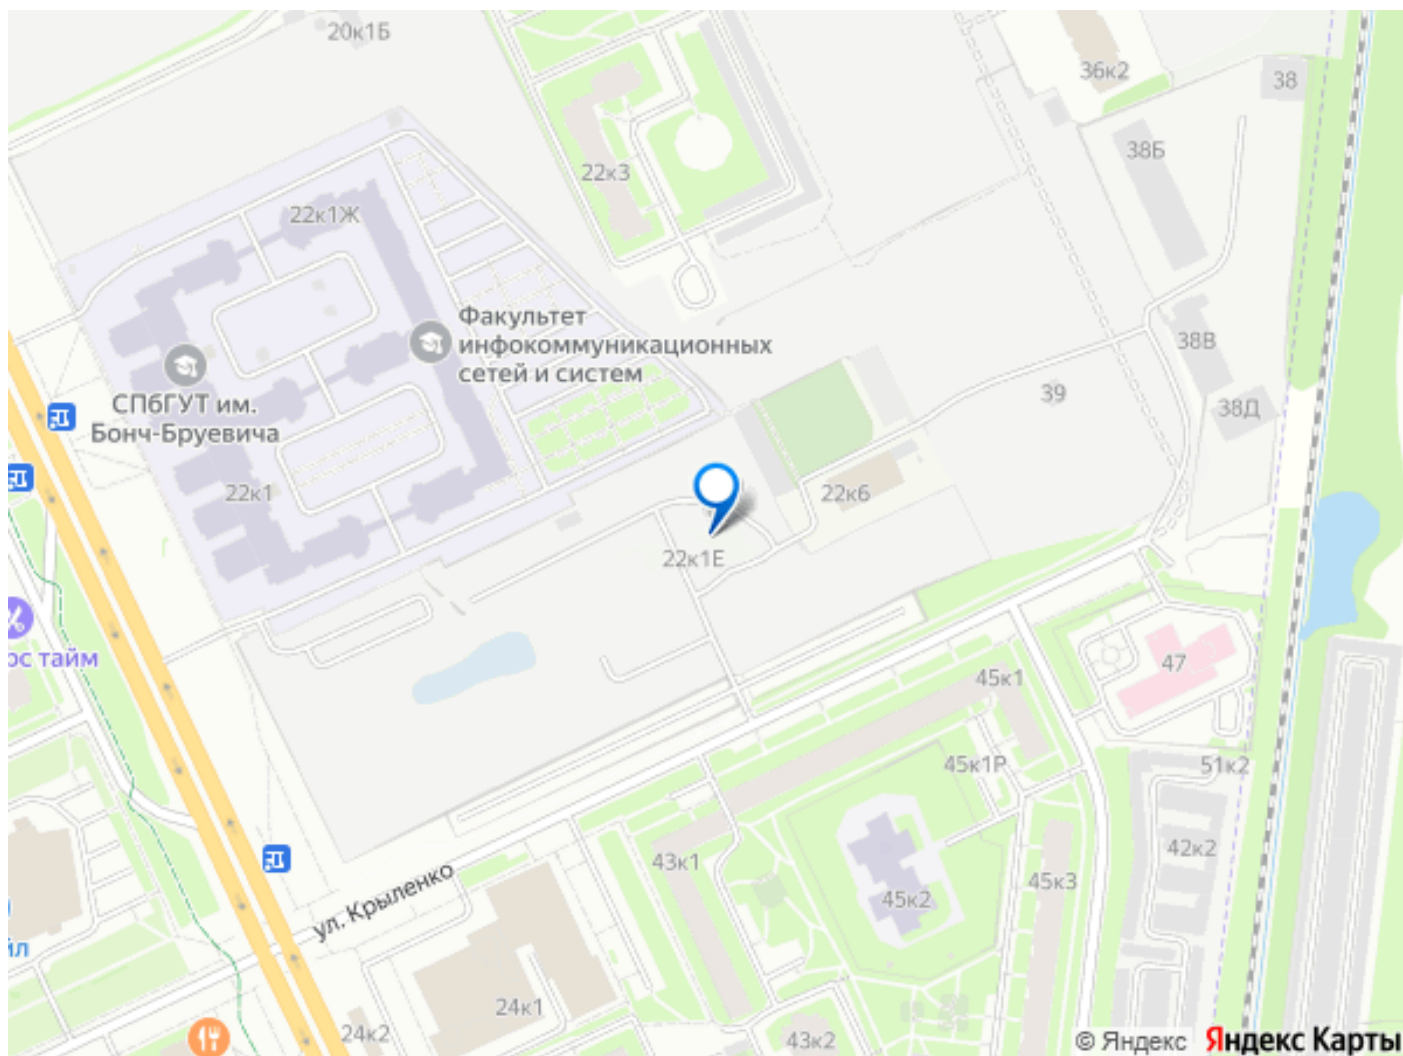 20к1Б
36к2
38
38Б
22к3
22к1Ж
Факультет
инфокоммуникационных
сетей и систем
38В
СПбГУТ им.
Бонч-Бруевича
39
38Д
22к1
22к6
22к1Е
ос тайм
47
45к1
45к1Р
51к2
42к2
43к1
45к3
45к2
ул. Крыленко
йл
24к1
24к2
43к2
© Яндекс Яндекс Карты